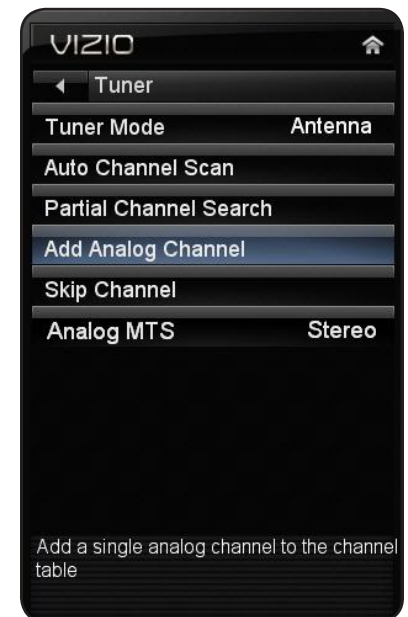 VIZIO
Tuner
Tuner Mode Antenna
Auto Channel Scan
Partial Channel Search
Add Analog Channel
Skip Channel
Analog MTS Stereo
Add a single analog channel to the channel
table